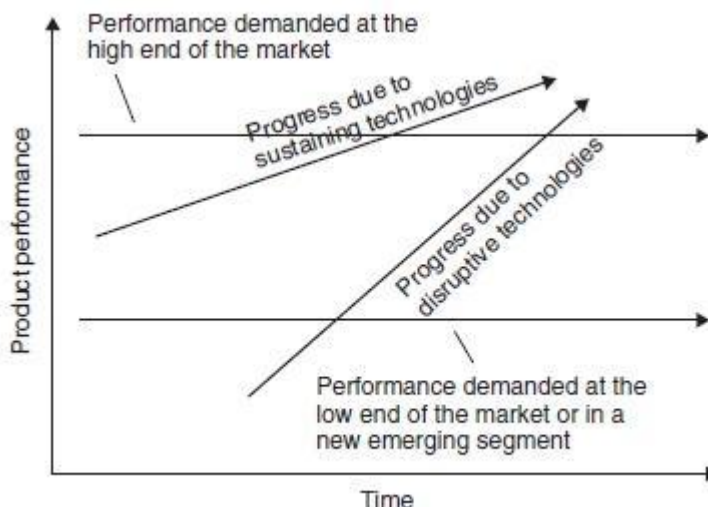 Performance demanded at the
high end of the market
Progress due to
sustaining technologies
Product performance
Progress due to
disruptive technologies
Performance demanded at the
low end of the market or in a
new emerging segment
Time